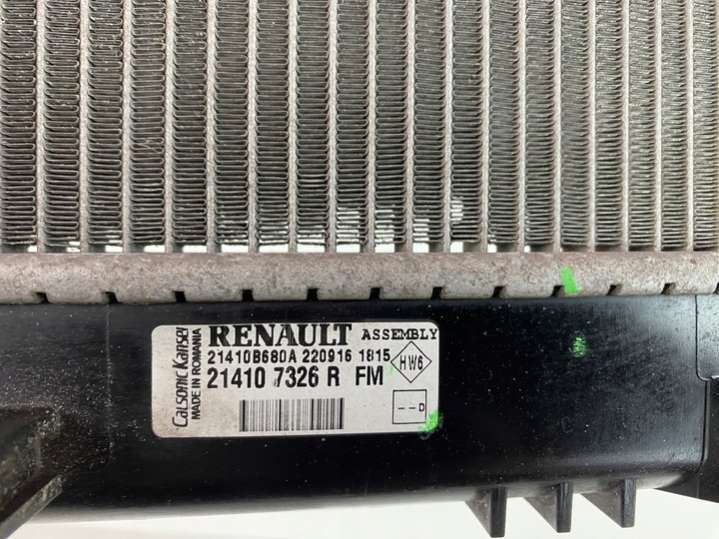 RENAULT ASSEMBLY
21410B680A 220916 1815
21410 7326 R FM
HW6
--D
Calsonic Kansei
MADE IN ROMANIA